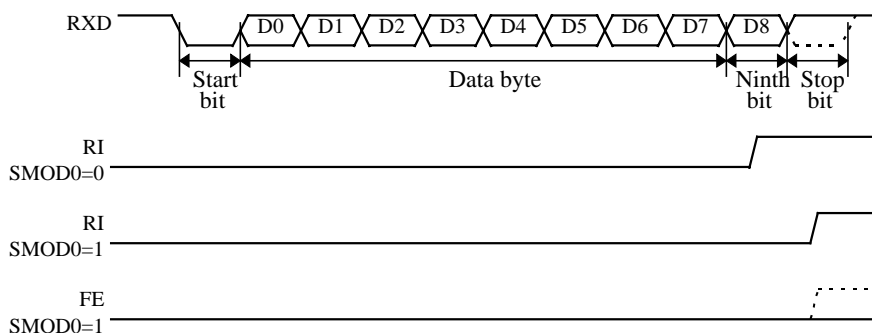 RXD D0 D1 D2 D3 D4 D5 D6 D7 D8
Start bit
Data byte
Ninth bit
Stop bit
RI
SMOD0=0
RI
SMOD0=1
FE
SMOD0=1